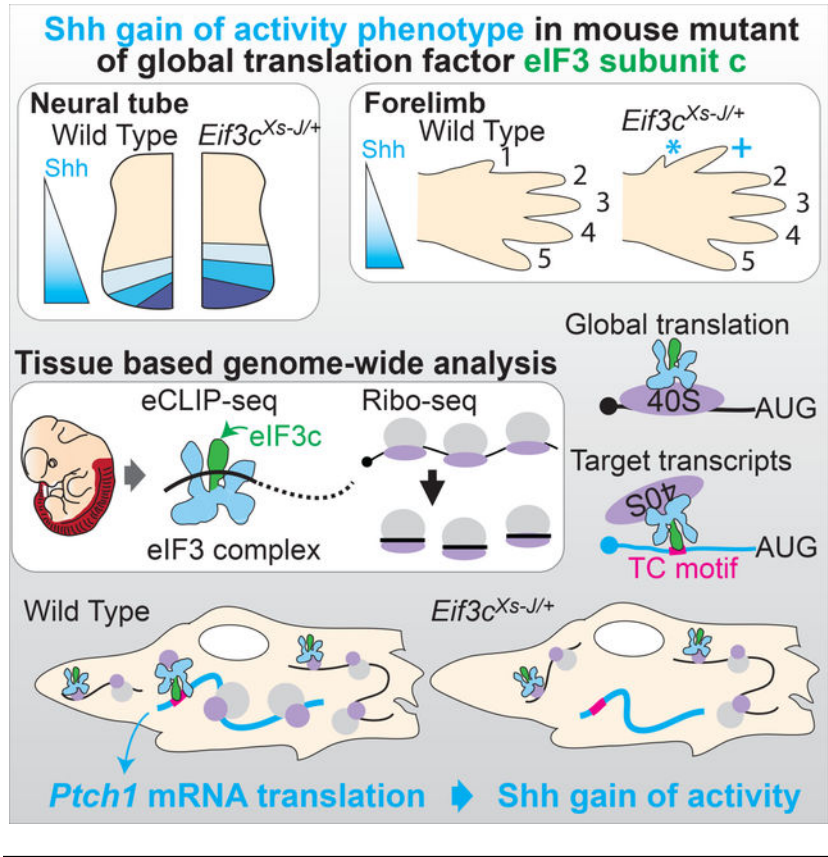 Shh gain of activity phenotype in mouse mutant
of global translation factor eIF3 subunit c
Neural tube
Wild Type Eif3cXs-J/+
Shh
Forelimb
Wild Type Eif3cXs-J/+
Shh
1
2
3
4
5
* +
2
3
4
5
Tissue based genome-wide analysis
eCLIP-seq
eIF3c
eIF3 complex
Ribo-seq
Global translation
40S
AUG
Target transcripts
40S
AUG
TC motif
Wild Type
Eif3cXs-J/+
Ptch1 mRNA translation
Shh gain of activity